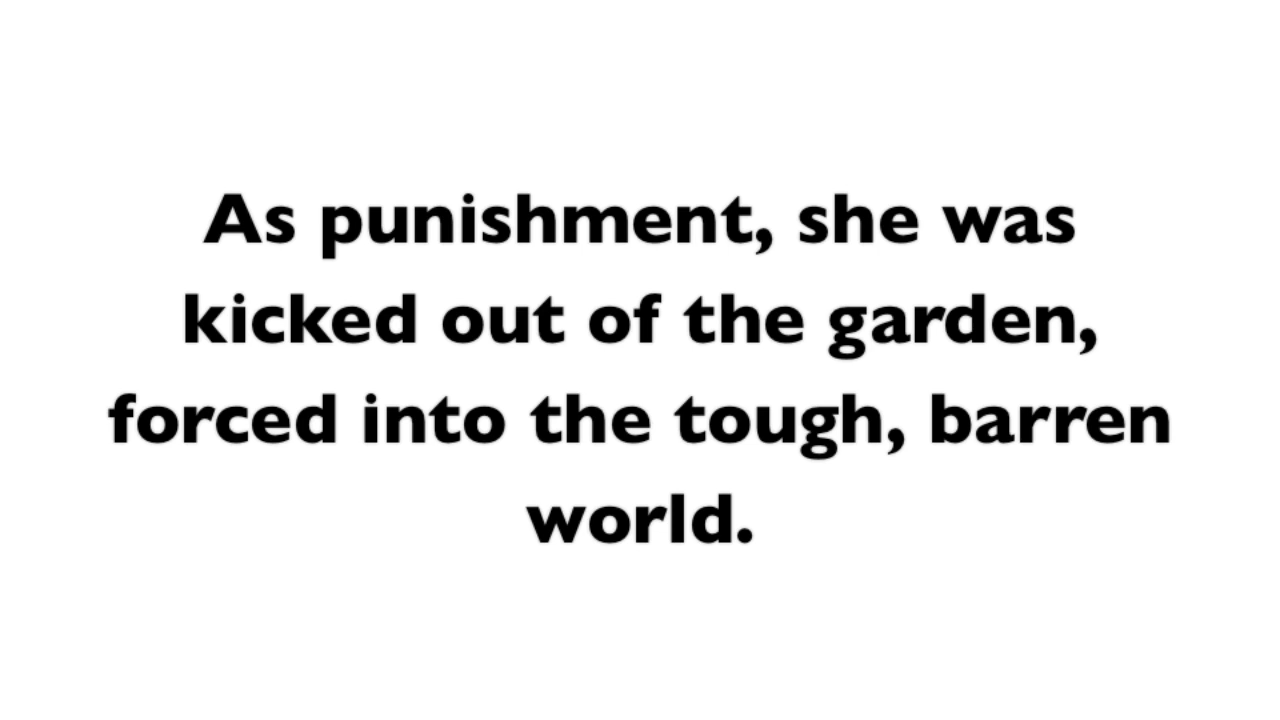 As punishment, she was
kicked out of the garden,
forced into the tough, barren
world.